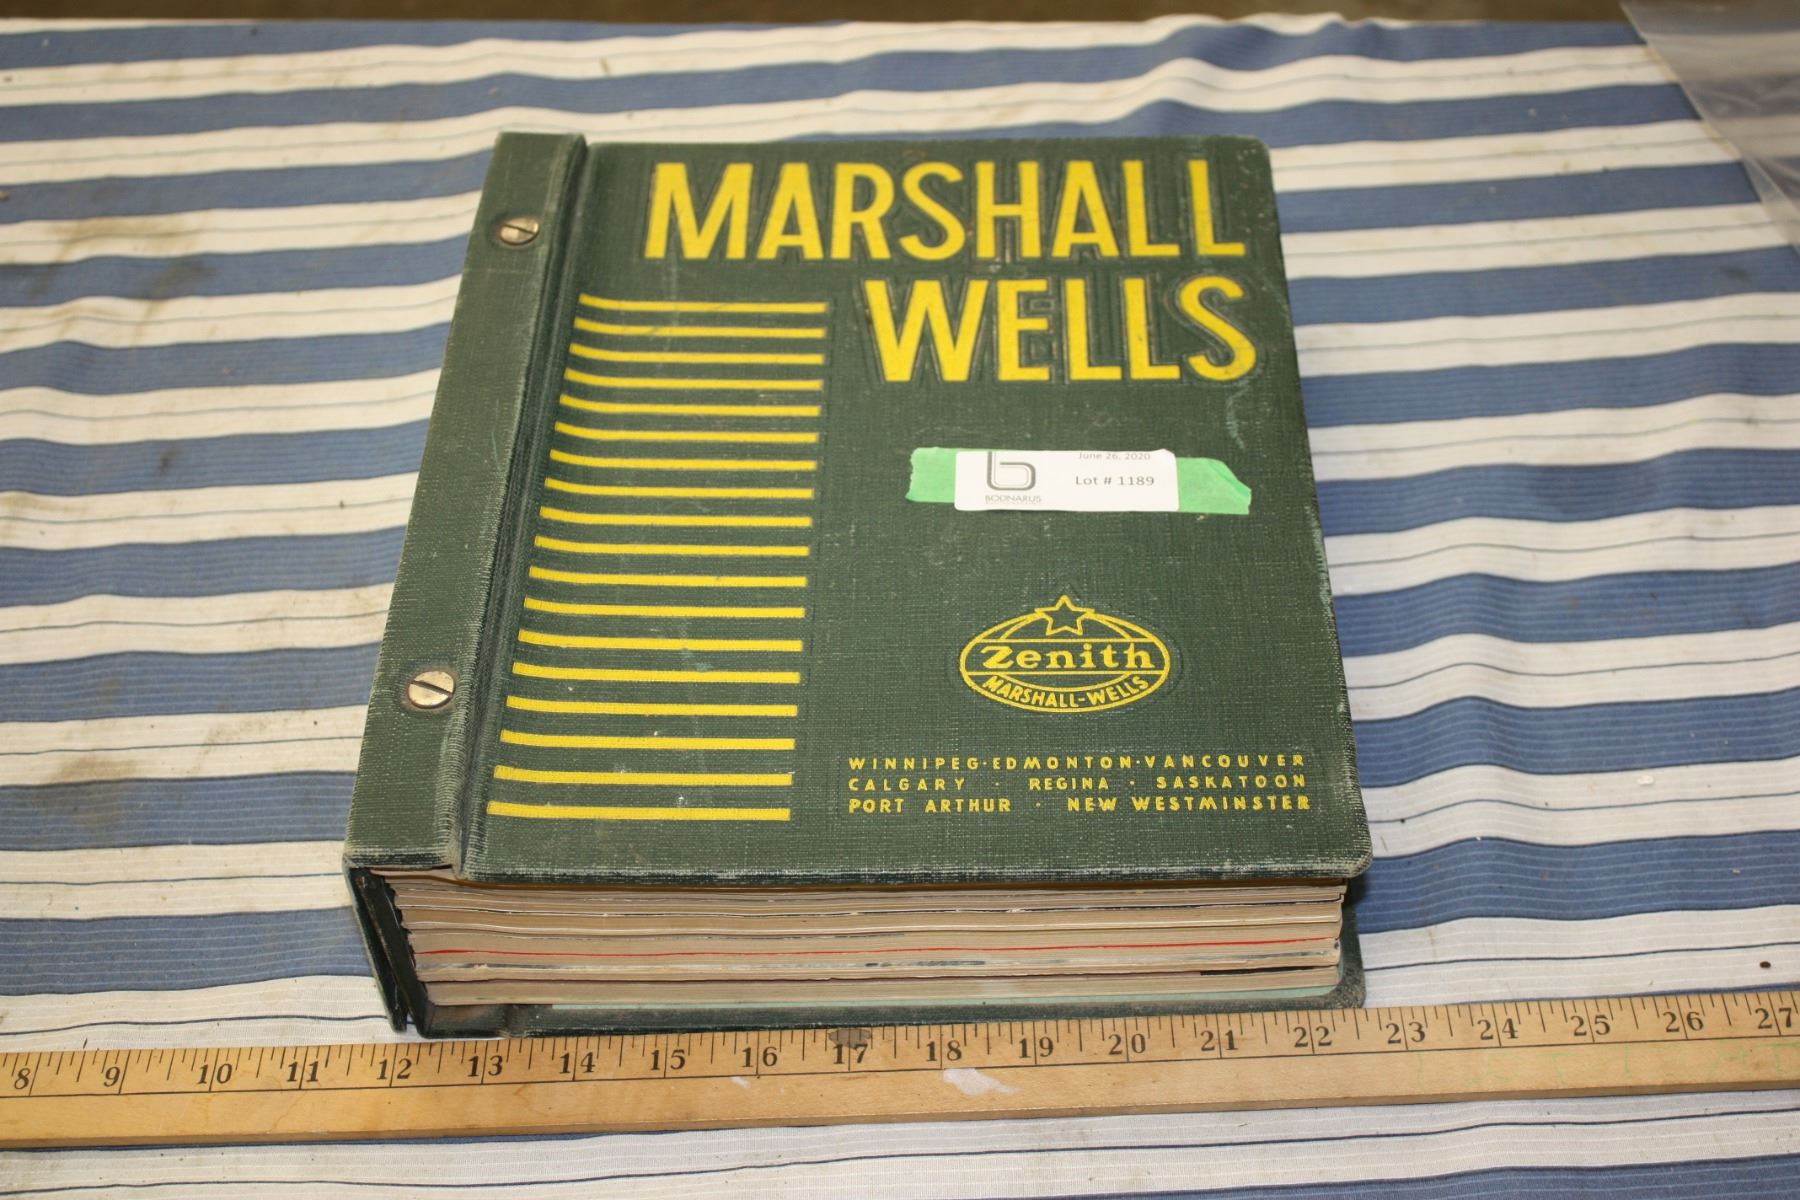 MARSHALL
WELLS
June 26, 2020
Lot # 1189
BODNARUS
Zenith
MARSHALL-WELLS
WINNIPEG·EDMONTON·VANCOUVER
CALGARY · REGINA · SASKATOON
PORT ARTHUR · NEW WESTMINSTER
8 9 10 11 12 13 14 15 16 17 18 19 20 21 22 23 24 25 26 27